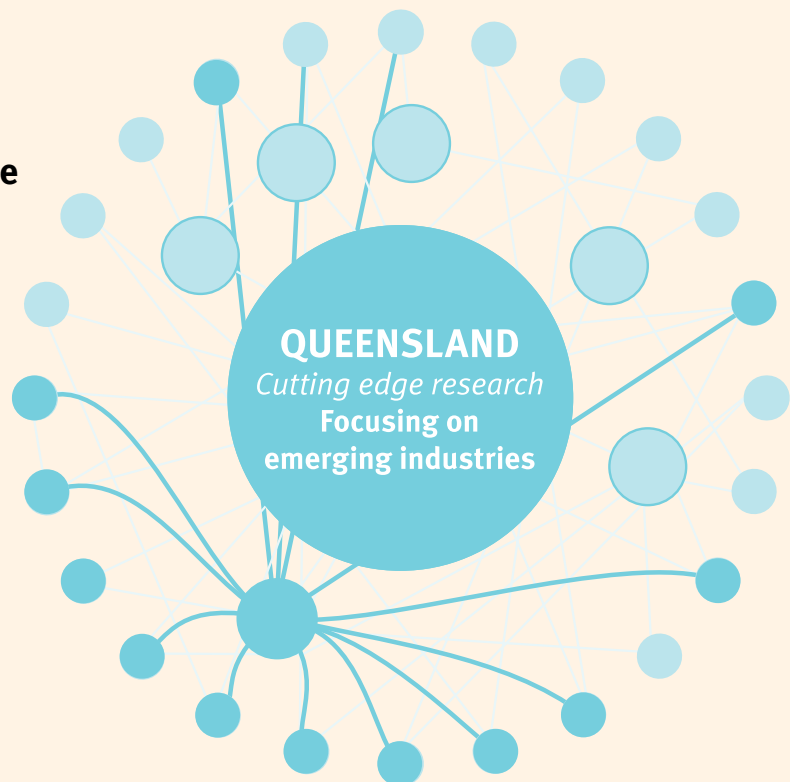 e
QUEENSLAND
Cutting edge research
Focusing on
emerging industries